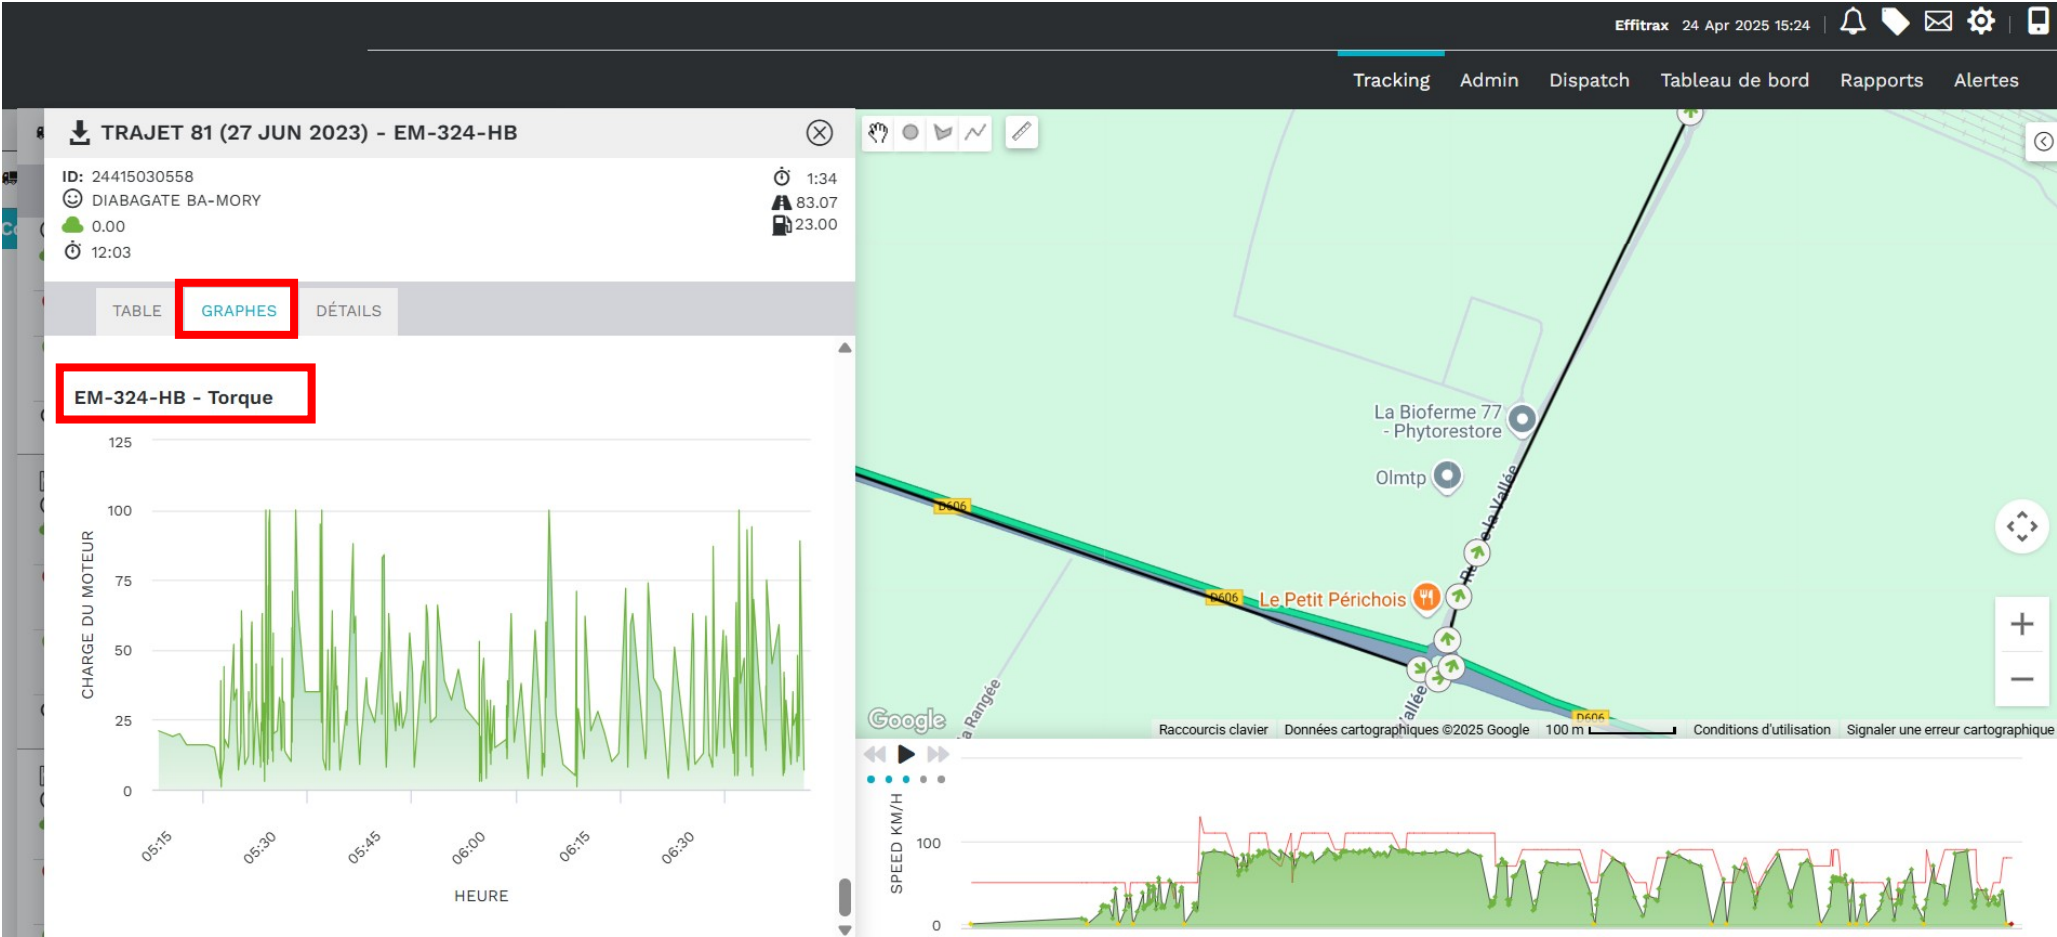 Effitrax 24 Apr 2025 15:24
Tracking Admin Dispatch Tableau de bord Rapports Alertes
TRAJET 81 (27 JUN 2023) - EM-324-HB
ID: 24415030558
1:34
DIABAGATE BA-MORY
83.07
0.00
23.00
12:03
TABLE GRAPHES DÉTAILS
EM-324-HB - Torque
CHARGE DU MOTEUR
125
100
75
50
25
0
05:15 05:30 05:45 06:00 06:15 06:30
HEURE
La Bioferme 77
- Phytorestore
Olmtp
D606
D606
Le Petit Périchois
D606
Google
Raccourcis clavier Données cartographiques ©2025 Google 100 m Conditions d'utilisation Signaler une erreur cartographique
SPEED KM/H
100
0